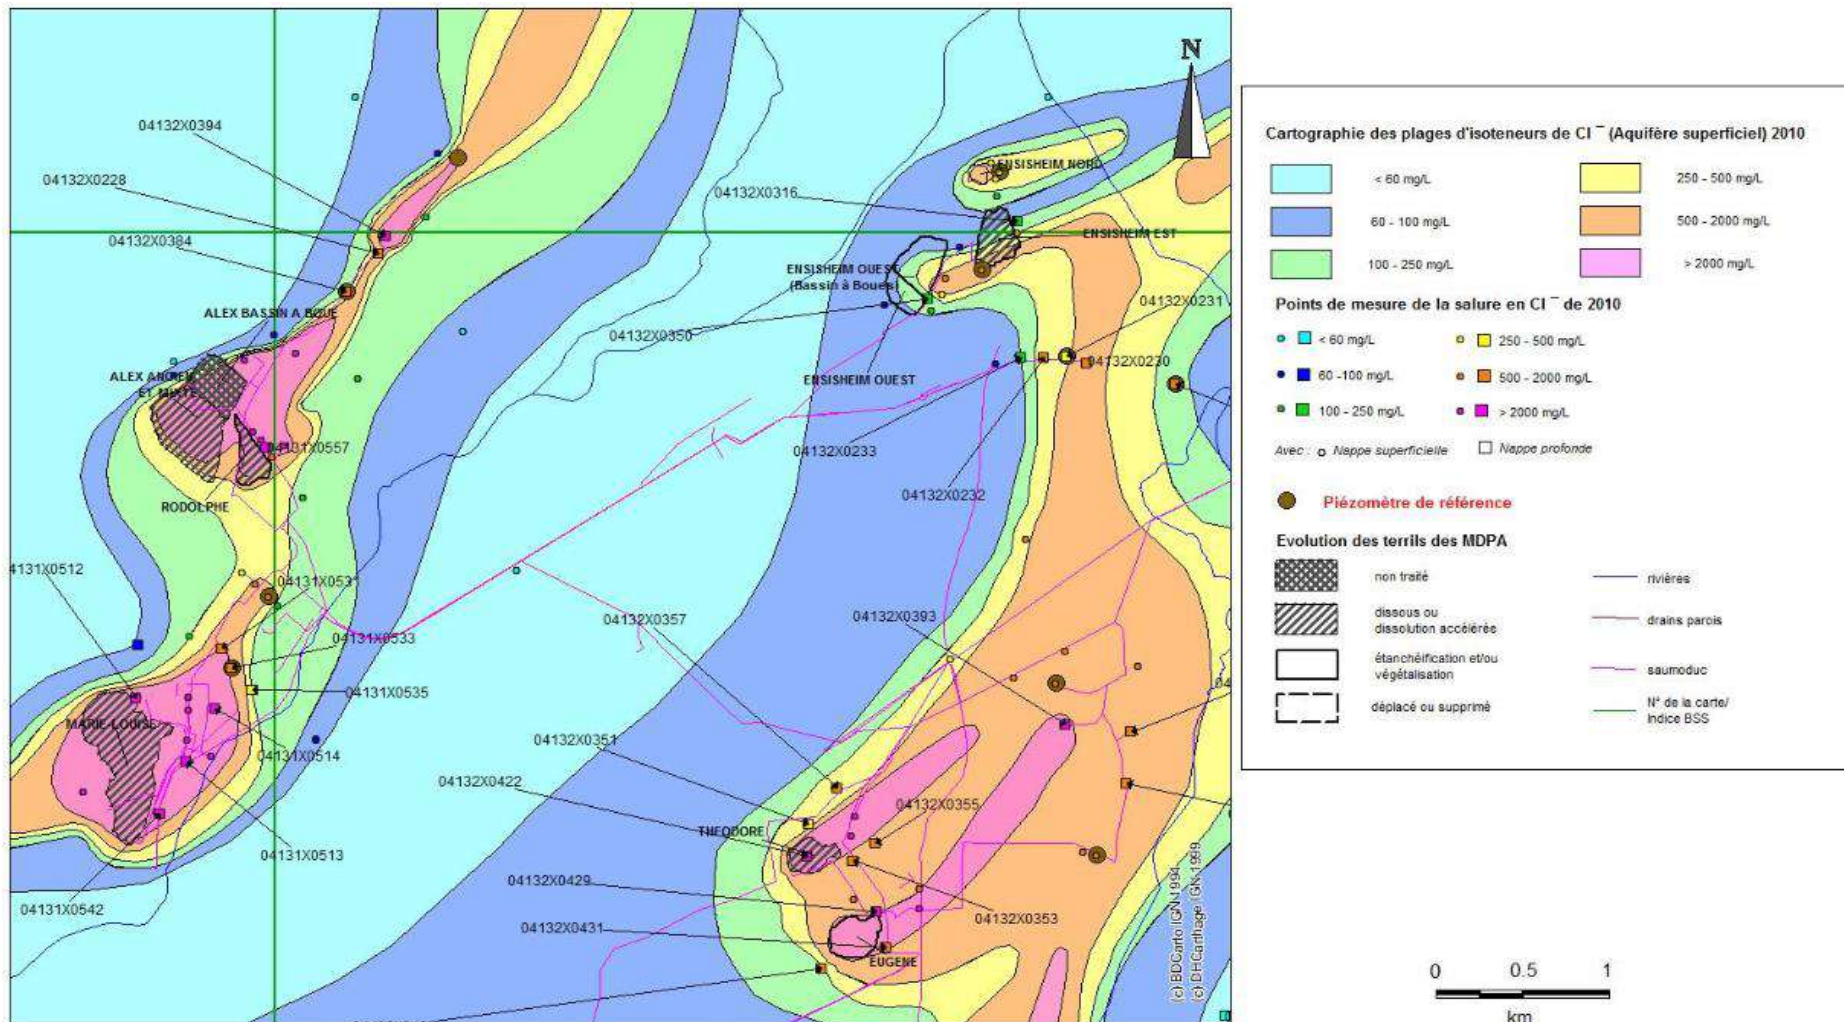 N
04132X0394
04132X0228
04132X0384
ALEX BASSIN A BOUE
ALEX ANCIEN
ET MIXTE
04131X0557
RODOLPHE
4131X0512
04131X0531
04131X0533
04131X0535
MARIE-LOUISE
04131X0514
04131X0513
04131X0542
04132X0316
ENSISHEIM NORD
ENSISHEIM EST
ENSISHEIM OUEST
(Bassin à Boues)
04132X0231
04132X0350
04132X0230
ENSISHEIM OUEST
04132X0233
04132X0232
04132X0357
04132X0393
04132X0351
04132X0422
04132X0355
THEODORE
04132X0429
04132X0353
04132X0431
EUGENE
(c) BDCarto IGN 1994
(c) DHCarthage IGN 1999
Cartographie des plages d'isoteneurs de Cl⁻ (Aquifère superficiel) 2010
< 60 mg/L
250 - 500 mg/L
60 - 100 mg/L
500 - 2000 mg/L
100 - 250 mg/L
> 2000 mg/L
Points de mesure de la salure en Cl⁻ de 2010
< 60 mg/L
250 - 500 mg/L
60 -100 mg/L
500 - 2000 mg/L
100 - 250 mg/L
> 2000 mg/L
Avec : o Nappe superficielle
Nappe profonde
Piézomètre de référence
Evolution des terrils des MDPA
non traité
rivières
dissous ou
dissolution accélérée
drains parois
étanchéification et/ou
végétalisation
saumoduc
déplacé ou supprimé
N° de la carte/
Indice BSS
0 0.5 1
km